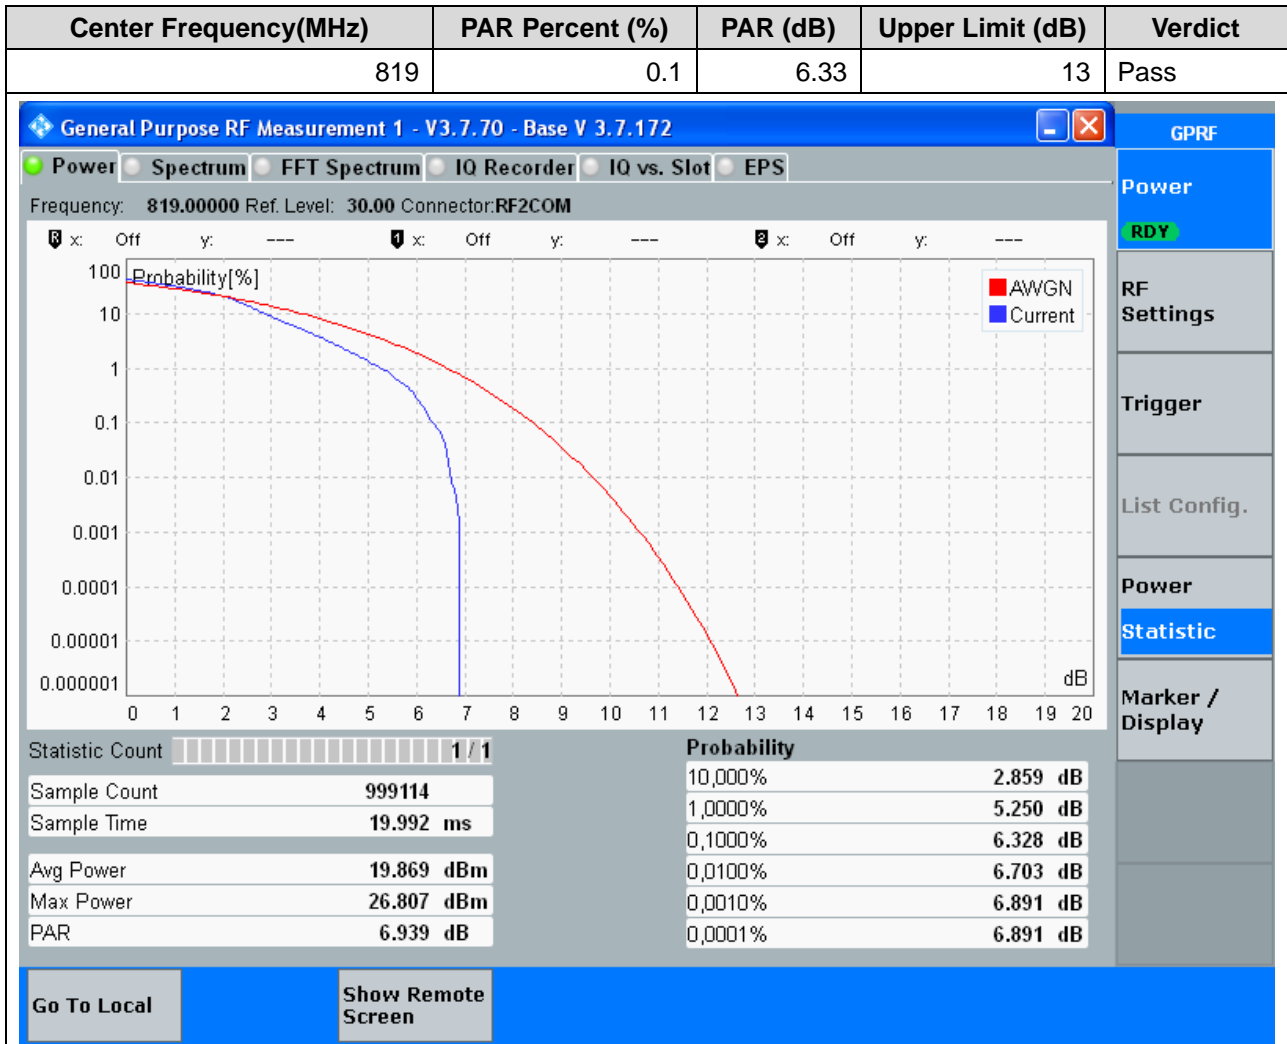 Center Frequency(MHz) PAR Percent (%) PAR (dB) Upper Limit (dB) Verdict
819 0.1 6.33 13 Pass
General Purpose RF Measurement 1 - V3.7.70 - Base V 3.7.172
GPRF
Power Spectrum FFT Spectrum IQ Recorder IQ vs. Slot EPS
Power
RDY
Frequency: 819.00000 Ref. Level: 30.00 Connector:RF2COM
R x: Off y: --- 1 x: Off y: --- 2 x: Off y: ---
Probability[%]
AWGN
Current
100
10
1
0.1
0.01
0.001
0.0001
0.00001
0.000001
dB
0 1 2 3 4 5 6 7 8 9 10 11 12 13 14 15 16 17 18 19 20
RF
Settings
Trigger
List Config.
Power
Statistic
Marker /
Display
Statistic Count 1 / 1
Sample Count 999114
Sample Time 19.992 ms
Avg Power 19.869 dBm
Max Power 26.807 dBm
PAR 6.939 dB
Probability
10,000% 2.859 dB
1,0000% 5.250 dB
0,1000% 6.328 dB
0,0100% 6.703 dB
0,0010% 6.891 dB
0,0001% 6.891 dB
Go To Local
Show Remote
Screen